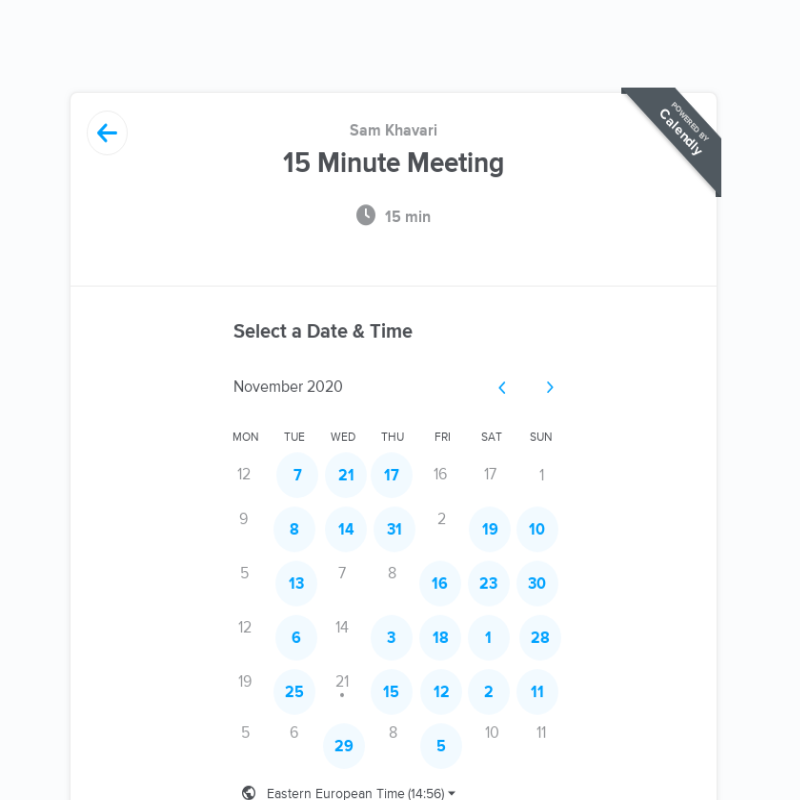 POWERED BY
Calendly
Sam Khavari
15 Minute Meeting
15 min
Select a Date & Time
November 2020
MON TUE WED THU FRI SAT SUN
12 7 21 17 16 17 1
9 8 14 31 2 19 10
5 13 7 8 16 23 30
12 6 14 3 18 1 28
19 25 21 15 12 2 11
5 6 29 8 5 10 11
Eastern European Time (14:56)